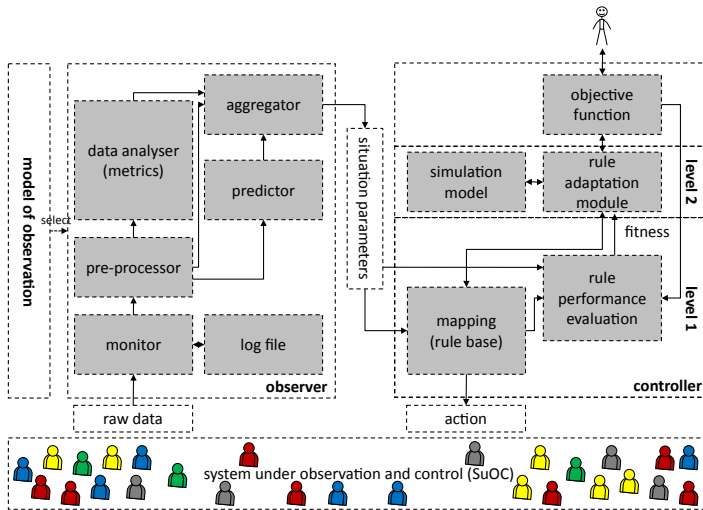 model of observation
select
aggregator
data analyser
(metrics)
predictor
pre-processor
monitor
log file
observer
raw data
situation parameters
objective
function
simulation
model
rule
adaptation
module
level 2
fitness
rule
performance
evaluation
level 1
mapping
(rule base)
controller
action
system under observation and control (SuOC)